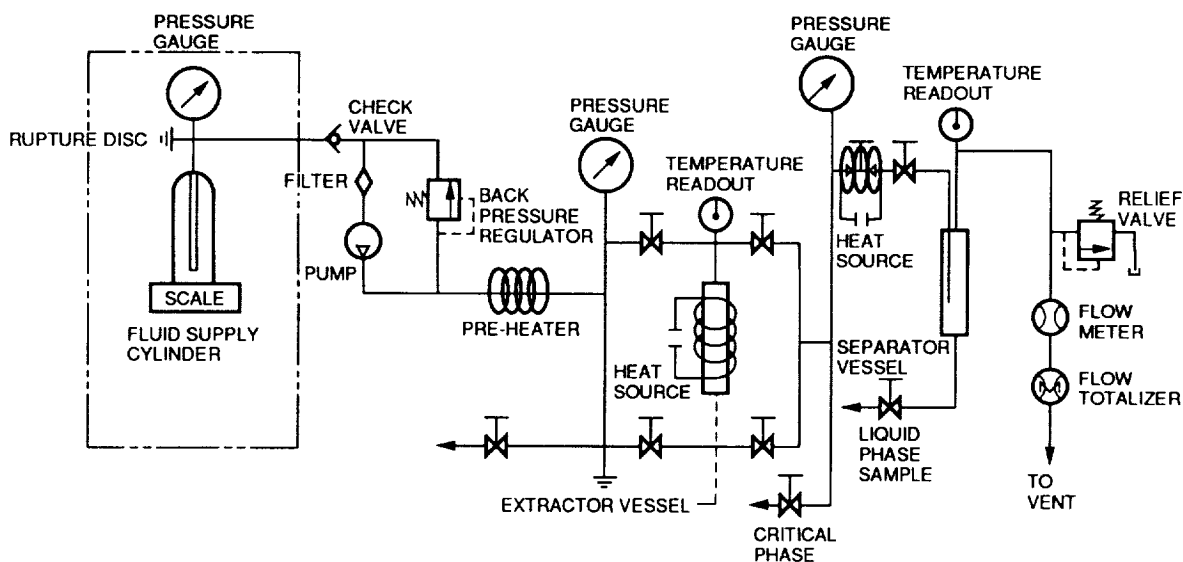 PRESSURE
GAUGE
RUPTURE DISC
CHECK
VALVE
FILTER
PUMP
BACK
PRESSURE
REGULATOR
SCALE
FLUID SUPPLY
CYLINDER
PRE-HEATER
PRESSURE
GAUGE
TEMPERATURE
READOUT
HEAT
SOURCE
EXTRACTOR VESSEL
PRESSURE
GAUGE
HEAT
SOURCE
TEMPERATURE
READOUT
SEPARATOR
VESSEL
LIQUID
PHASE
SAMPLE
CRITICAL
PHASE
RELIEF
VALVE
FLOW
METER
FLOW
TOTALIZER
TO
VENT